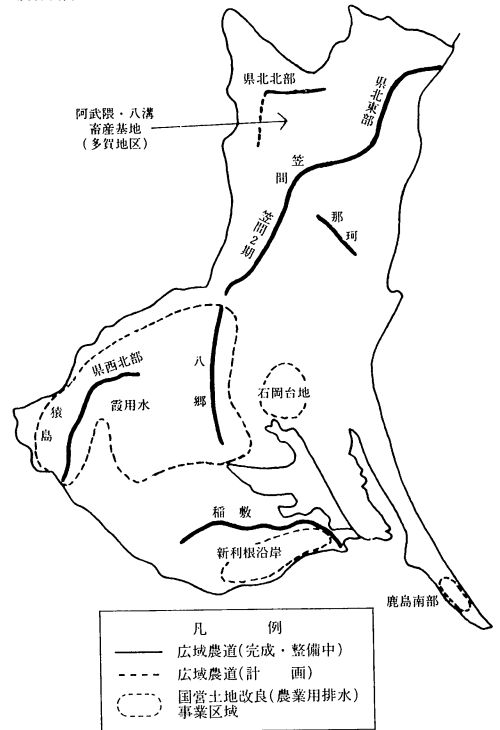 県北北部
県北東部
阿武隈・八溝
畜産基地
(多賀地区)
笠間
那珂
笠間2期
県西北部
八郷
猿島
霞用水
石岡台地
稲敷
新利根沿岸
鹿島南部
凡 例
広域農道(完成・整備中)
広域農道(計 画)
国営土地改良(農業用排水)
事業区域